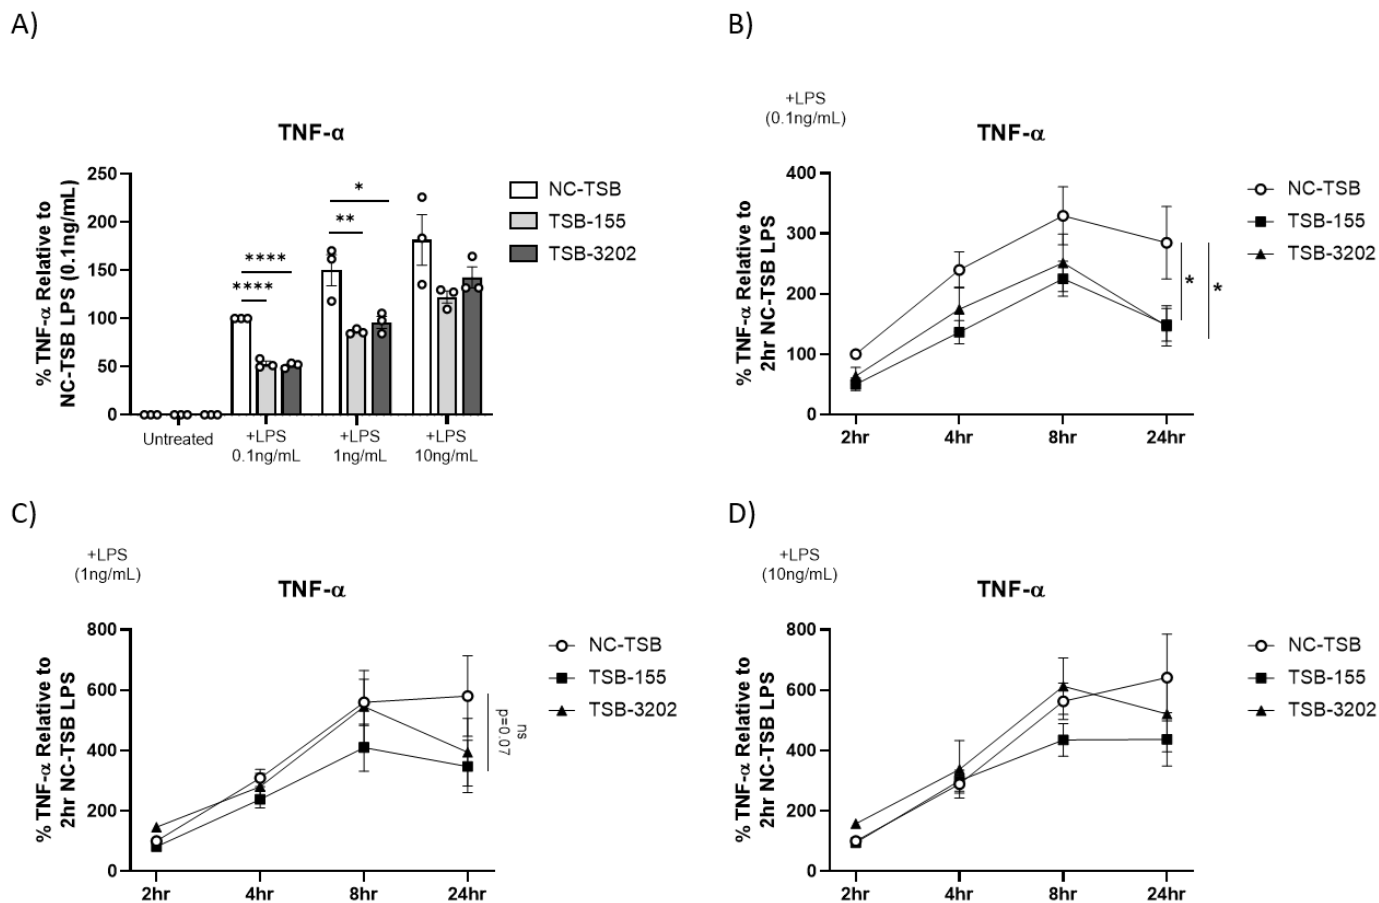 A)
TNF-α
% TNF-α Relative to
NC-TSB LPS (0.1ng/mL)
250
200
150
100
50
0
****
****
**
*
Untreated
+LPS
0.1ng/mL
+LPS
1ng/mL
+LPS
10ng/mL
NC-TSB
TSB-155
TSB-3202
B)
+LPS
(0.1ng/mL)
TNF-α
% TNF-α Relative to
2hr NC-TSB LPS
400
300
200
100
0
2hr
4hr
8hr
24hr
*
*
NC-TSB
TSB-155
TSB-3202
C)
+LPS
(1ng/mL)
TNF-α
% TNF-α Relative to
2hr NC-TSB LPS
800
600
400
200
0
2hr
4hr
8hr
24hr
ns
p=0.07
NC-TSB
TSB-155
TSB-3202
D)
+LPS
(10ng/mL)
TNF-α
% TNF-α Relative to
2hr NC-TSB LPS
800
600
400
200
0
2hr
4hr
8hr
24hr
NC-TSB
TSB-155
TSB-3202